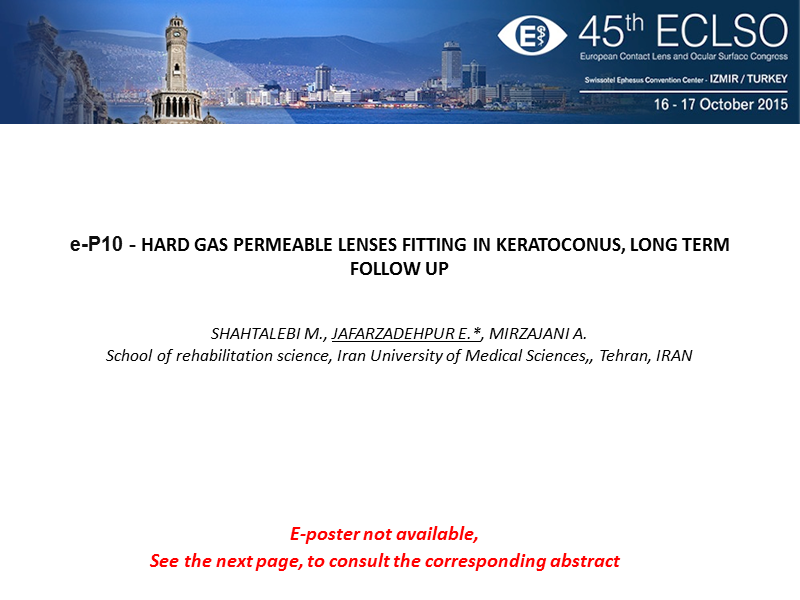 E
45th ECLSO
European Contact Lens and Ocular Surface Congress
Swissotel Ephesus Convention Center - IZMIR / TURKEY
16 - 17 October 2015
e-P10 - HARD GAS PERMEABLE LENSES FITTING IN KERATOCONUS, LONG TERM
FOLLOW UP
SHAHTALEBI M., JAFARZADEHPUR E.*, MIRZAJANI A.
School of rehabilitation science, Iran University of Medical Sciences,, Tehran, IRAN
E-poster not available,
See the next page, to consult the corresponding abstract